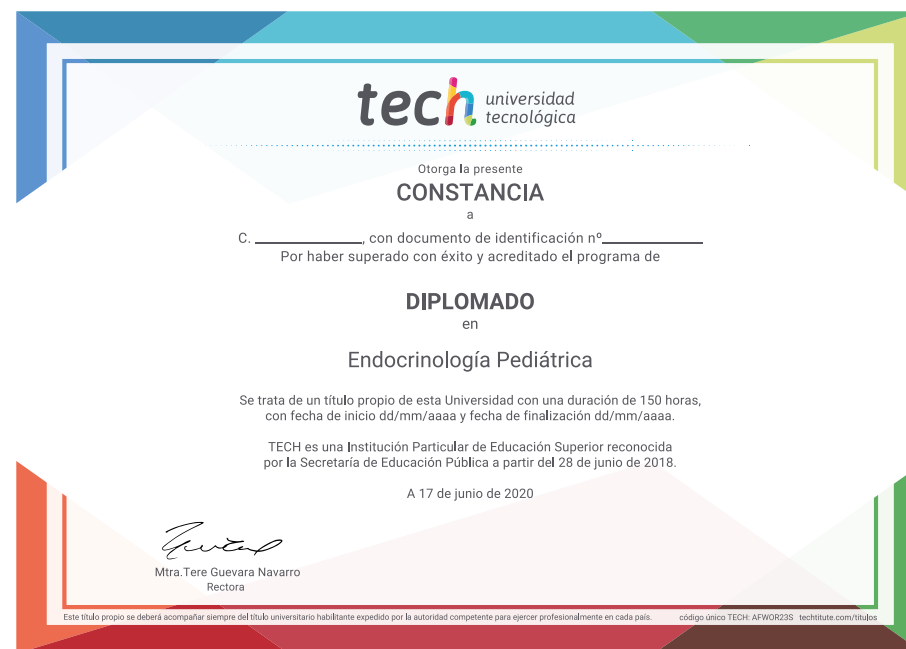 tech universidad
tecnológica
Otorga la presente
CONSTANCIA
a
C. ______________, con documento de identificación nº_____________
Por haber superado con éxito y acreditado el programa de
DIPLOMADO
en
Endocrinología Pediátrica
Se trata de un título propio de esta Universidad con una duración de 150 horas,
con fecha de inicio dd/mm/aaaa y fecha de finalización dd/mm/aaaa.
TECH es una Institución Particular de Educación Superior reconocida
por la Secretaría de Educación Pública a partir del 28 de junio de 2018.
A 17 de junio de 2020
Mtra.Tere Guevara Navarro
Rectora
Este título propio se deberá acompañar siempre del título universitario habilitante expedido por la autoridad competente para ejercer profesionalmente en cada país. código único TECH: AFWOR23S techtitute.com/titulos